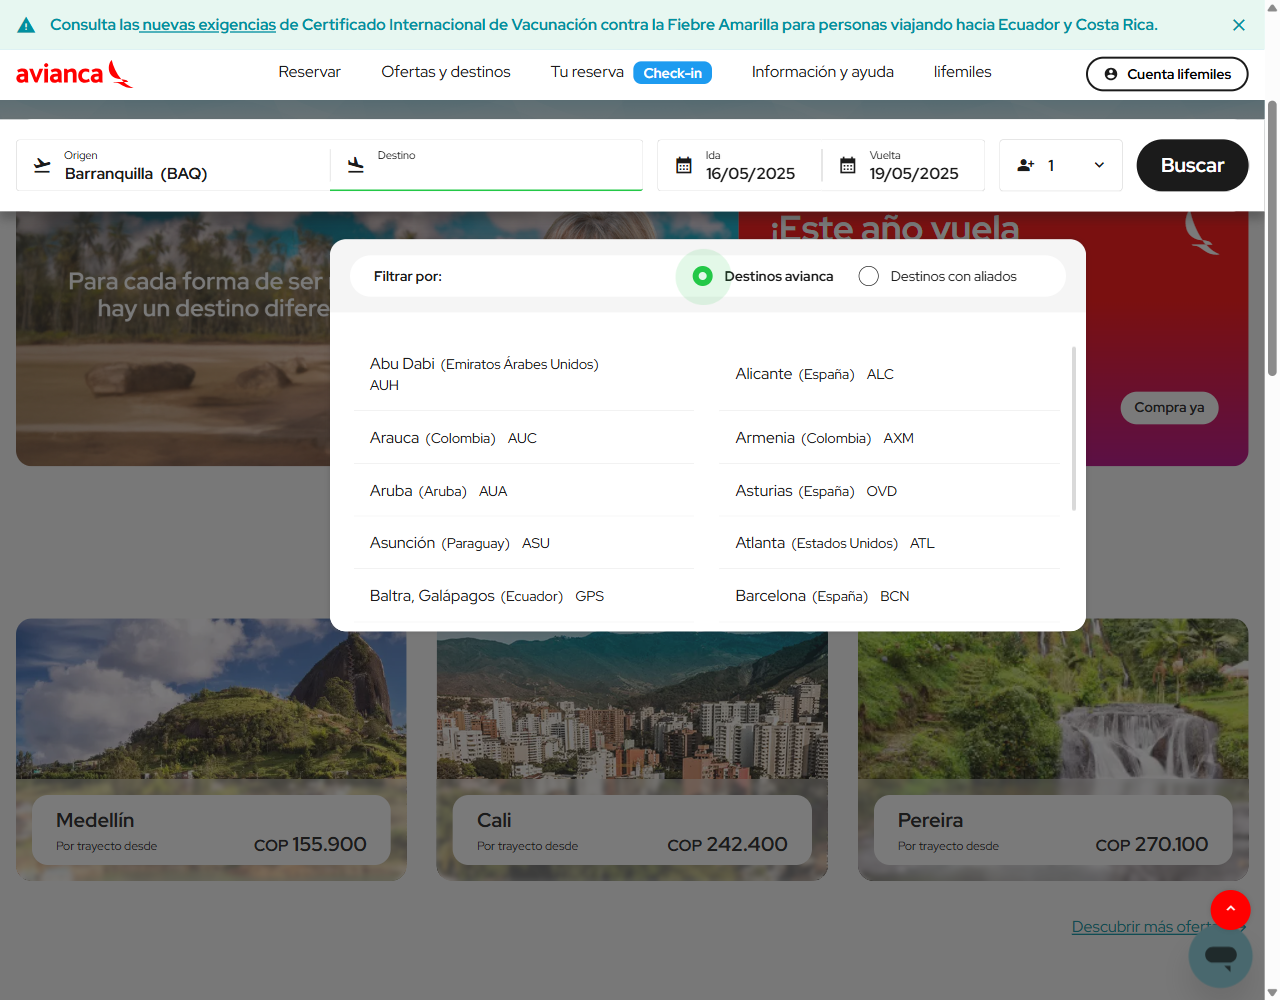 Consulta las nuevas exigencias de Certificado Internacional de Vacunación contra la Fiebre Amarilla para personas viajando hacia Ecuador y Costa Rica.
avianca
Reservar
Ofertas y destinos
Tu reserva
Check-in
Información y ayuda
lifemiles
Cuenta lifemiles
Origen
Barranquilla (BAQ)
Destino
Ida
16/05/2025
Vuelta
19/05/2025
1
Buscar
Para cada forma de ser
hay un destino difere
¡Este año vuela
Compra ya
Filtrar por:
Destinos avianca
Destinos con aliados
Abu Dabi (Emiratos Árabes Unidos)
AUH
Alicante (España) ALC
Arauca (Colombia) AUC
Armenia (Colombia) AXM
Aruba (Aruba) AUA
Asturias (España) OVD
Asunción (Paraguay) ASU
Atlanta (Estados Unidos) ATL
Baltra, Galápagos (Ecuador) GPS
Barcelona (España) BCN
Medellín
Por trayecto desde
COP 155.900
Cali
Por trayecto desde
COP 242.400
Pereira
Por trayecto desde
COP 270.100
Descubrir más ofert